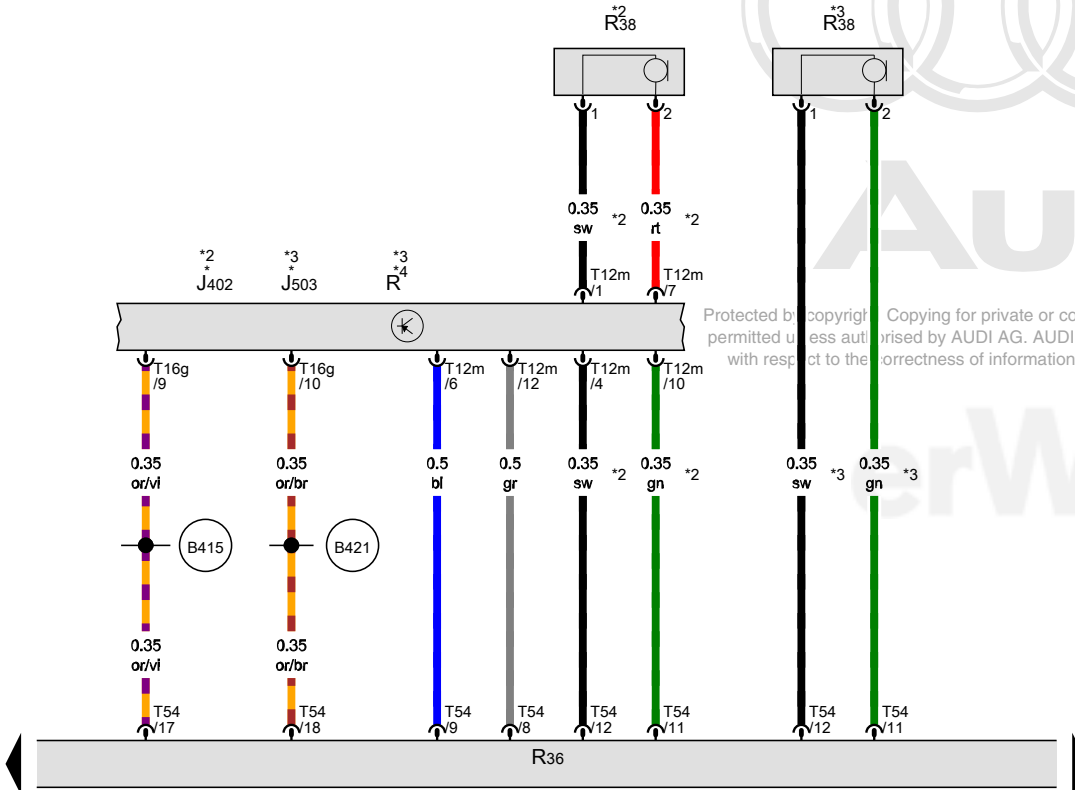 *2
R38
*3
R38
1
2
1
2
0.35
sw
*2
0.35
rt
*2
*2
*
J402
*3
*
J503
*3
*4
R
T12m
/1
T12m
/7
Au
Protected by copyright. Copying for private or co
permitted unless authorised by AUDI AG. AUDI
with respect to the correctness of information
T16g
/9
T16g
/10
T12m
/6
T12m
/12
T12m
/4
T12m
/10
0.35
or/vi
0.35
or/br
0.5
bl
0.5
gr
0.35
sw
*2
0.35
gn
*2
0.35
sw
*3
0.35
gn
*3
erW
B415
B421
0.35
or/vi
0.35
or/br
T54
/17
T54
/18
T54
/9
T54
/8
T54
/12
T54
/11
T54
/12
T54
/11
R36